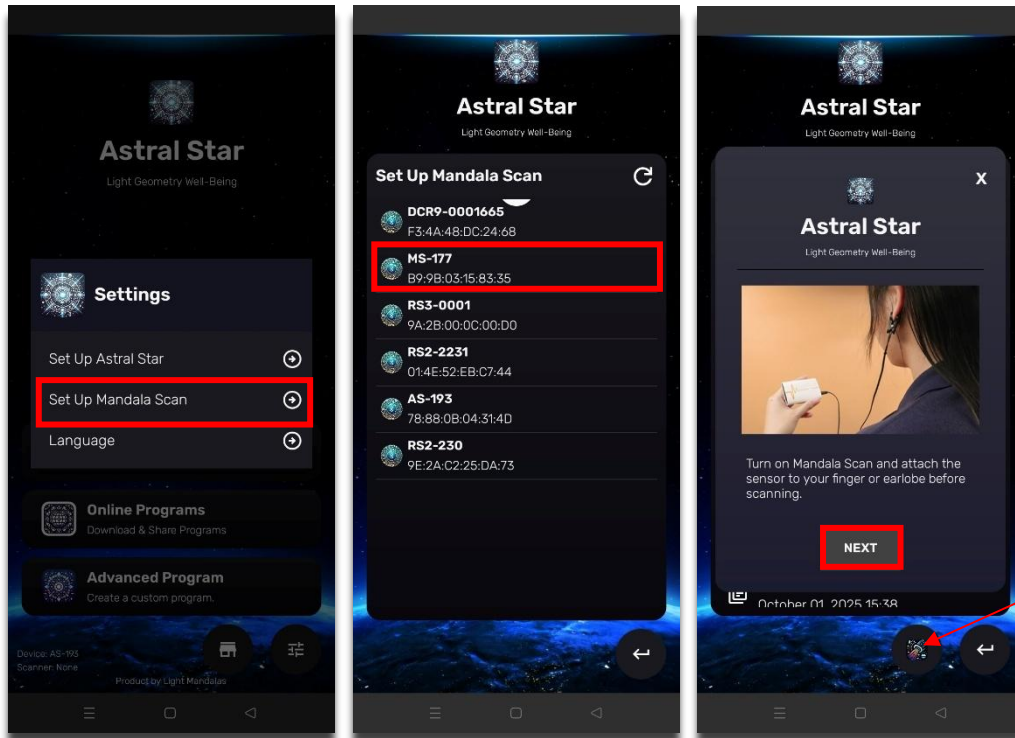 Astral Star
Light Geometry Well-Being
Settings
Set Up Astral Star
Set Up Mandala Scan
Language
Online Programs
Download & Share Programs
Advanced Program
Create a custom program.
Device: AS-193
Scanner: None
Product by Light Mandalas
Astral Star
Light Geometry Well-Being
Set Up Mandala Scan
DCR9-0001665
F3:4A:48:DC:24:68
MS-177
B9:9B:03:15:83:35
RS3-0001
9A:2B:00:0C:00:D0
RS2-2231
01:4E:52:EB:C7:44
AS-193
78:88:0B:04:31:4D
RS2-230
9E:2A:C2:25:DA:73
Astral Star
Light Geometry Well-Being
X
Astral Star
Light Geometry Well-Being
Turn on Mandala Scan and attach the
sensor to your finger or earlobe before
scanning.
NEXT
October 01, 2025 15:38